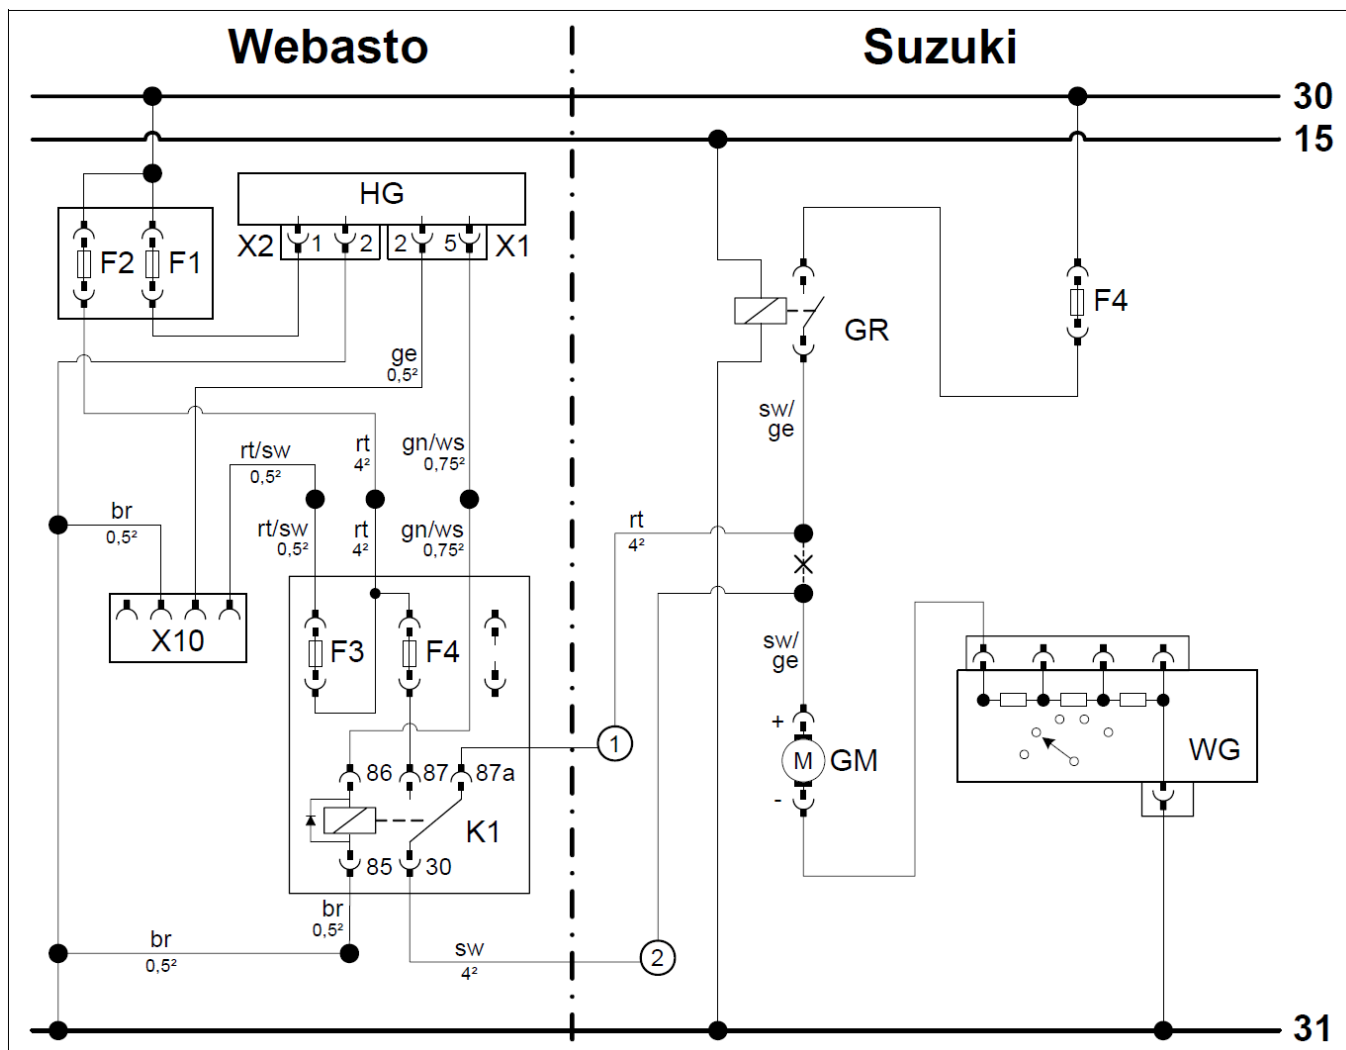 Webasto Suzuki
30
15
HG
X2 1 2 2 5 X1
F2 F1
F4
GR
ge
0,5²
sw/
ge
rt/sw
0,5²
rt
4²
gn/ws
0,75²
br
0,5²
rt/sw
0,5²
rt
4²
gn/ws
0,75²
rt
4²
X10
F3 F4
sw/
ge
+
M GM
-
WG
1
86 87 87a
K1
85 30
br
0,5²
br
0,5²
sw
4²
2
31